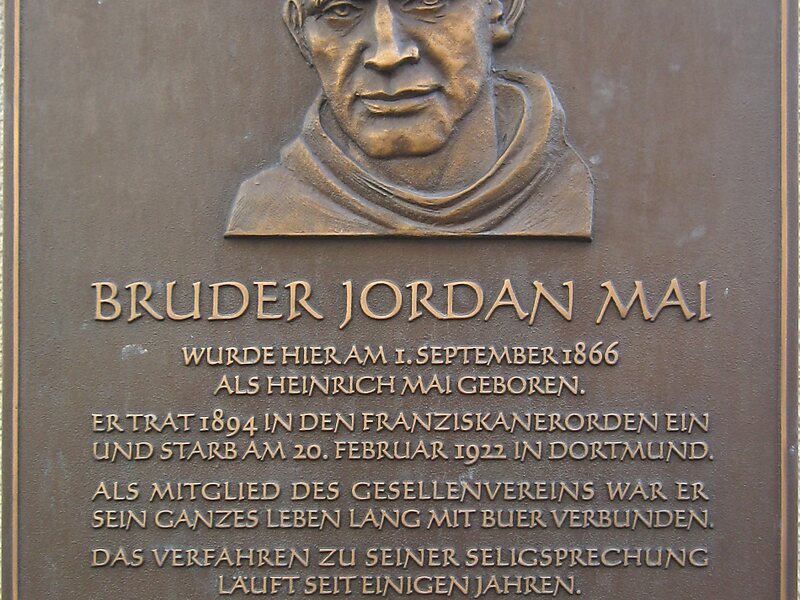 BRUDER JORDAN MAI
WURDE HIER AM 1. SEPTEMBER 1866
ALS HEINRICH MAI GEBOREN.
ER TRAT 1894 IN DEN FRANZISKANERORDEN EIN
UND STARB AM 20. FEBRUAR 1922 IN DORTMUND.
ALS MITGLIED DES GESELLENVEREINS WAR ER
SEIN GANZES LEBEN LANG MIT BUER VERBUNDEN.
DAS VERFAHREN ZU SEINER SELIGSPRECHUNG
LÄUFT SEIT EINIGEN JAHREN.